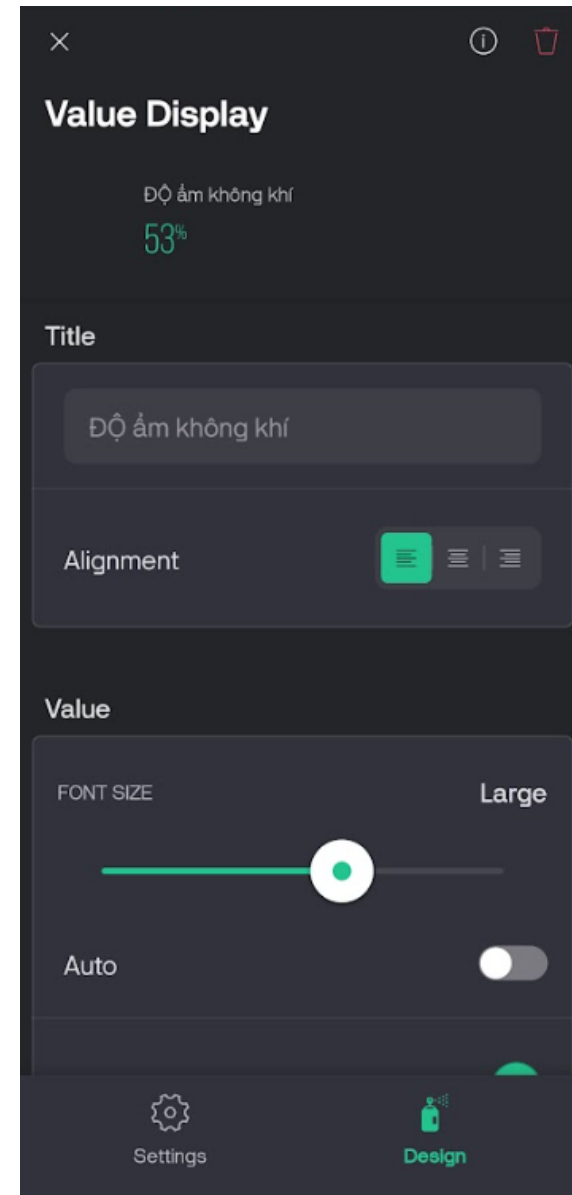 Value Display
ĐỘ ẩm không khí
53%
Title
ĐỘ ẩm không khí
Alignment
Value
FONT SIZE
Large
Auto
Settings
Design